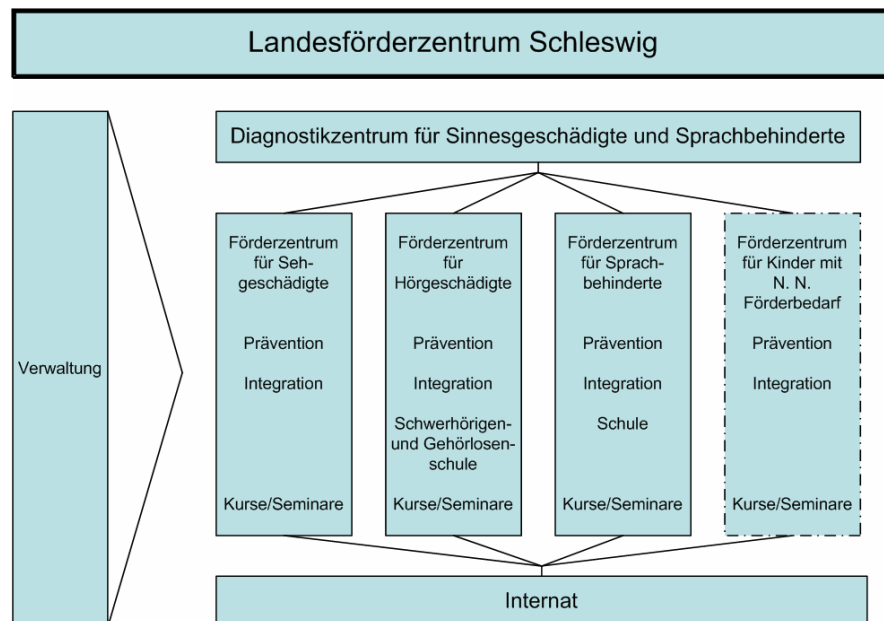 Landesförderzentrum Schleswig
Diagnostikzentrum für Sinnesgeschädigte und Sprachbehinderte
Verwaltung
Förderzentrum
für Seh-
geschädigte
Prävention
Integration
Kurse/Seminare
Förderzentrum
für
Hörgeschädigte
Prävention
Integration
Schwerhörigen-
und Gehörlosen-
schule
Kurse/Seminare
Förderzentrum
für Sprach-
behinderte
Prävention
Integration
Schule
Kurse/Seminare
Förderzentrum
für Kinder mit
N. N.
Förderbedarf
Prävention
Integration
Kurse/Seminare
Internat